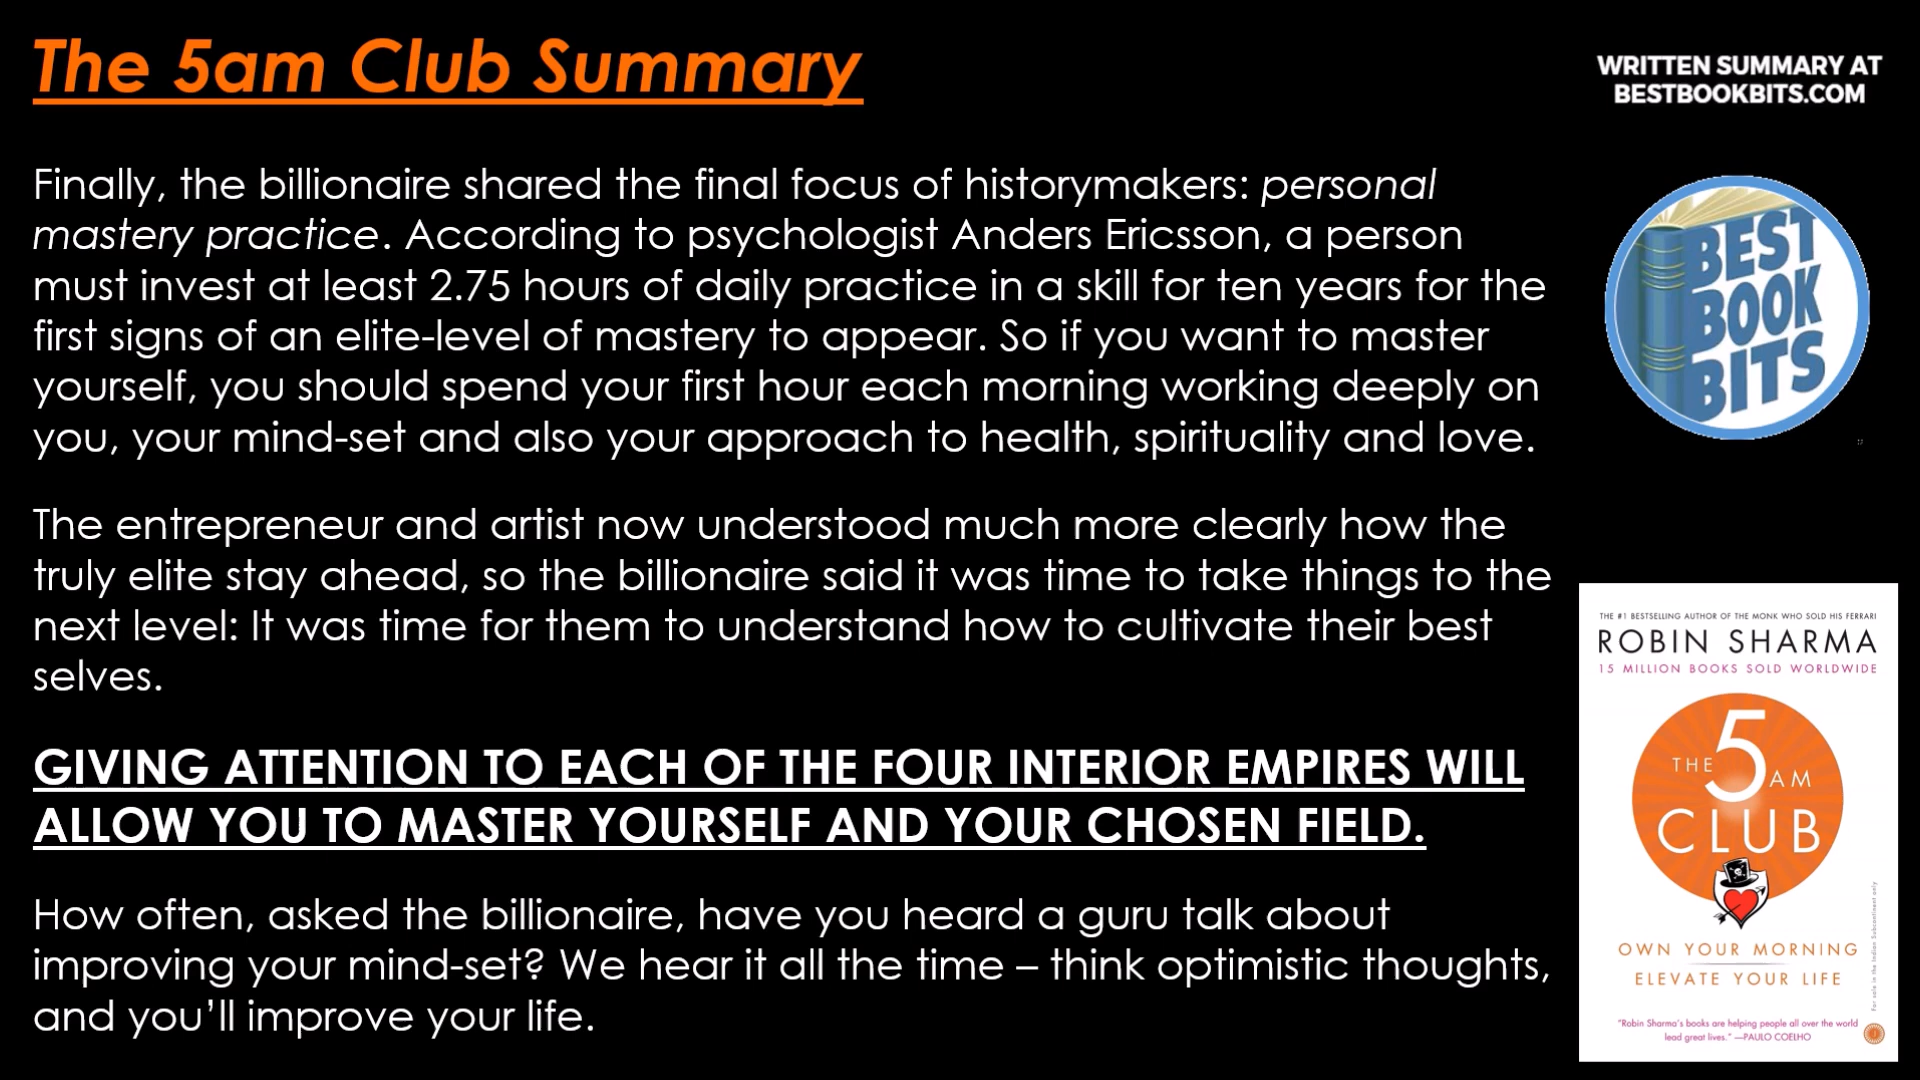 The 5am Club Summary
WRITTEN SUMMARY AT
BESTBOOKBITS.COM
Finally, the billionaire shared the final focus of historymakers: personal
mastery practice. According to psychologist Anders Ericsson, a person
must invest at least 2.75 hours of daily practice in a skill for ten years for the
first signs of an elite-level of mastery to appear. So if you want to master
yourself, you should spend your first hour each morning working deeply on
you, your mind-set and also your approach to health, spirituality and love.
The entrepreneur and artist now understood much more clearly how the
truly elite stay ahead, so the billionaire said it was time to take things to the
next level: It was time for them to understand how to cultivate their best
selves.
GIVING ATTENTION TO EACH OF THE FOUR INTERIOR EMPIRES WILL
ALLOW YOU TO MASTER YOURSELF AND YOUR CHOSEN FIELD.
How often, asked the billionaire, have you heard a guru talk about
improving your mind-set? We hear it all the time – think optimistic thoughts,
and you’ll improve your life.
BEST
BOOK
BITS
THE #1 BESTSELLING AUTHOR OF THE MONK WHO SOLD HIS FERRARI
ROBIN SHARMA
15 MILLION BOOKS SOLD WORLDWIDE
THE 5 AM
CLUB
OWN YOUR MORNING
ELEVATE YOUR LIFE
For sale in the Indian Subcontinent only
"Robin Sharma's books are helping people all over the world
lead great lives." —PAULO COELHO